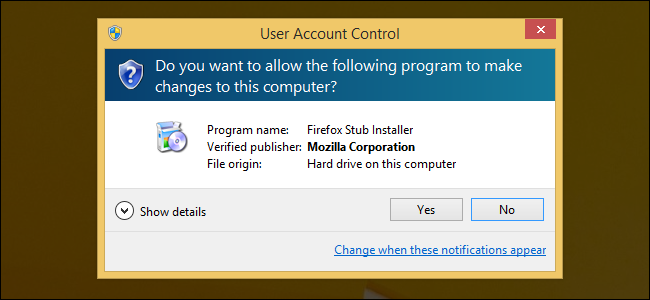 User Account Control
Do you want to allow the following program to make
changes to this computer?
Program name: Firefox Stub Installer
Verified publisher: Mozilla Corporation
File origin: Hard drive on this computer
Show details
Yes
No
Change when these notifications appear